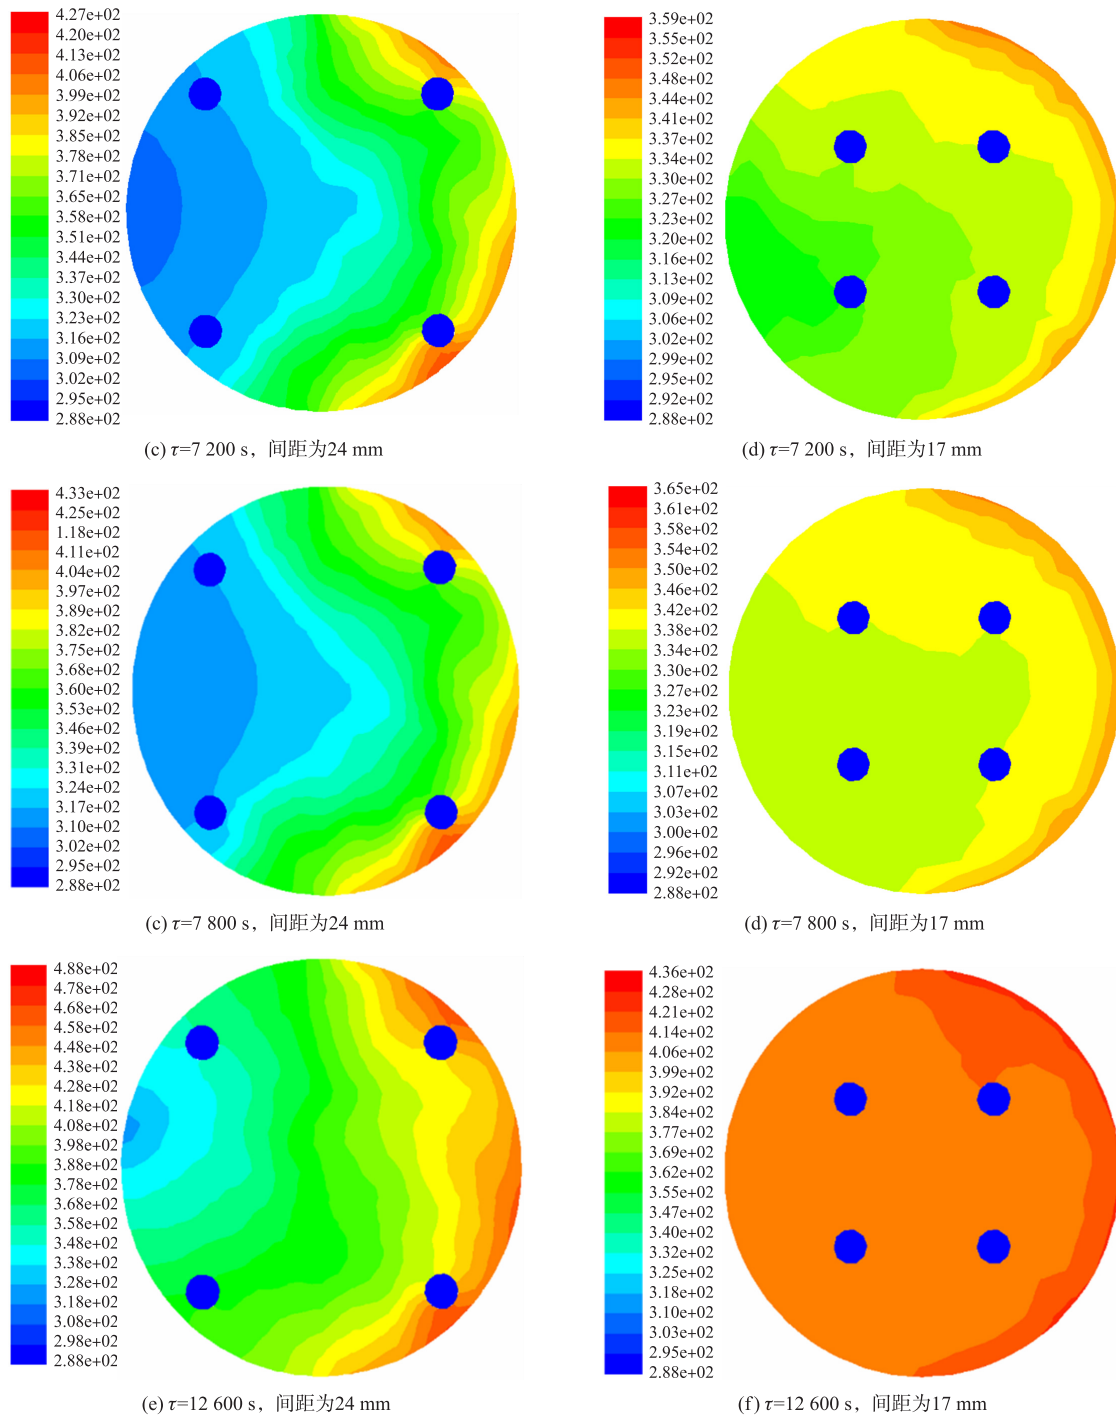 4.27e+02
4.20e+02
4.13e+02
4.06e+02
3.99e+02
3.92e+02
3.85e+02
3.78e+02
3.71e+02
3.65e+02
3.58e+02
3.51e+02
3.44e+02
3.37e+02
3.30e+02
3.23e+02
3.16e+02
3.09e+02
3.02e+02
2.95e+02
2.88e+02
(c) τ=7 200 s，间距为24 mm
3.59e+02
3.55e+02
3.52e+02
3.48e+02
3.44e+02
3.41e+02
3.37e+02
3.34e+02
3.30e+02
3.27e+02
3.23e+02
3.20e+02
3.16e+02
3.13e+02
3.09e+02
3.06e+02
3.02e+02
2.99e+02
2.95e+02
2.92e+02
2.88e+02
(d) τ=7 200 s，间距为17 mm
4.33e+02
4.25e+02
1.18e+02
4.11e+02
4.04e+02
3.97e+02
3.89e+02
3.82e+02
3.75e+02
3.68e+02
3.60e+02
3.53e+02
3.46e+02
3.39e+02
3.31e+02
3.24e+02
3.17e+02
3.10e+02
3.02e+02
2.95e+02
2.88e+02
(c) τ=7 800 s，间距为24 mm
3.65e+02
3.61e+02
3.58e+02
3.54e+02
3.50e+02
3.46e+02
3.42e+02
3.38e+02
3.34e+02
3.30e+02
3.27e+02
3.23e+02
3.19e+02
3.15e+02
3.11e+02
3.07e+02
3.03e+02
3.00e+02
2.96e+02
2.92e+02
2.88e+02
(d) τ=7 800 s，间距为17 mm
4.88e+02
4.78e+02
4.68e+02
4.58e+02
4.48e+02
4.38e+02
4.28e+02
4.18e+02
4.08e+02
3.98e+02
3.88e+02
3.78e+02
3.68e+02
3.58e+02
3.48e+02
3.38e+02
3.28e+02
3.18e+02
3.08e+02
2.98e+02
2.88e+02
(e) τ=12 600 s，间距为24 mm
4.36e+02
4.28e+02
4.21e+02
4.14e+02
4.06e+02
3.99e+02
3.92e+02
3.84e+02
3.77e+02
3.69e+02
3.62e+02
3.55e+02
3.47e+02
3.40e+02
3.32e+02
3.25e+02
3.18e+02
3.10e+02
3.03e+02
2.95e+02
2.88e+02
(f) τ=12 600 s，间距为17 mm